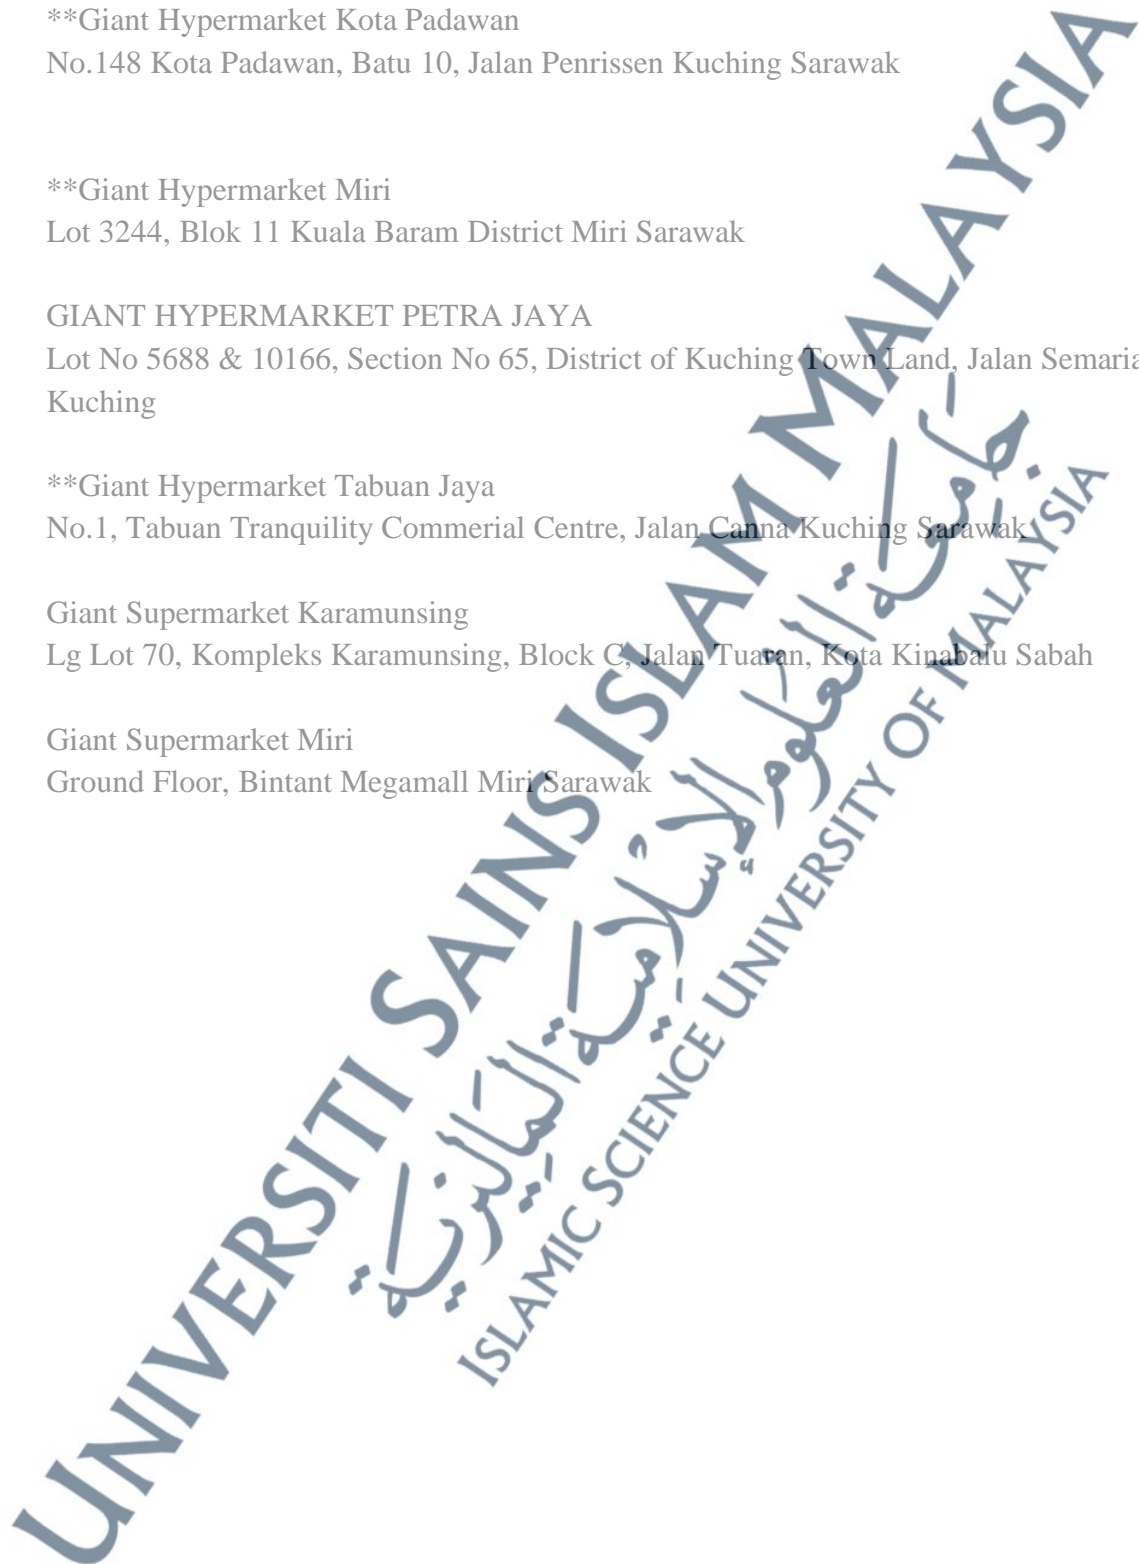 **Giant Hypermarket Kota Padawan
No.148 Kota Padawan, Batu 10, Jalan Penrissen Kuching Sarawak
**Giant Hypermarket Miri
Lot 3244, Blok 11 Kuala Baram District Miri Sarawak
GIANT HYPERMARKET PETRA JAYA
Lot No 5688 & 10166, Section No 65, District of Kuching Town Land, Jalan Semaria
Kuching
**Giant Hypermarket Tabuan Jaya
No.1, Tabuan Tranquility Commerial Centre, Jalan Canna Kuching Sarawak
Giant Supermarket Karamunsing
Lg Lot 70, Kompleks Karamunsing, Block C, Jalan Tuaran, Kota Kinabalu Sabah
Giant Supermarket Miri
Ground Floor, Bintant Megamall Miri Sarawak
UNIVERSITI SAINS ISLAM MALAYSIA
جامعة العلوم الإسلامية الماليزية
ISLAMIC SCIENCE UNIVERSITY OF MALAYSIA